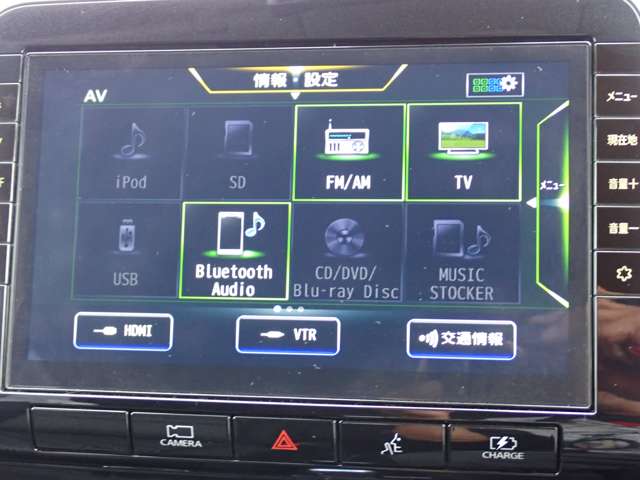 情報・設定
AV
iPod
SD
FM/AM
TV
メニュー
USB
Bluetooth
Audio
CD/DVD/
Blu-ray Disc
MUSIC
STOCKER
HDMI
VTR
交通情報
メニュー
現在地
音量＋
音量－
CAMERA
CHARGE